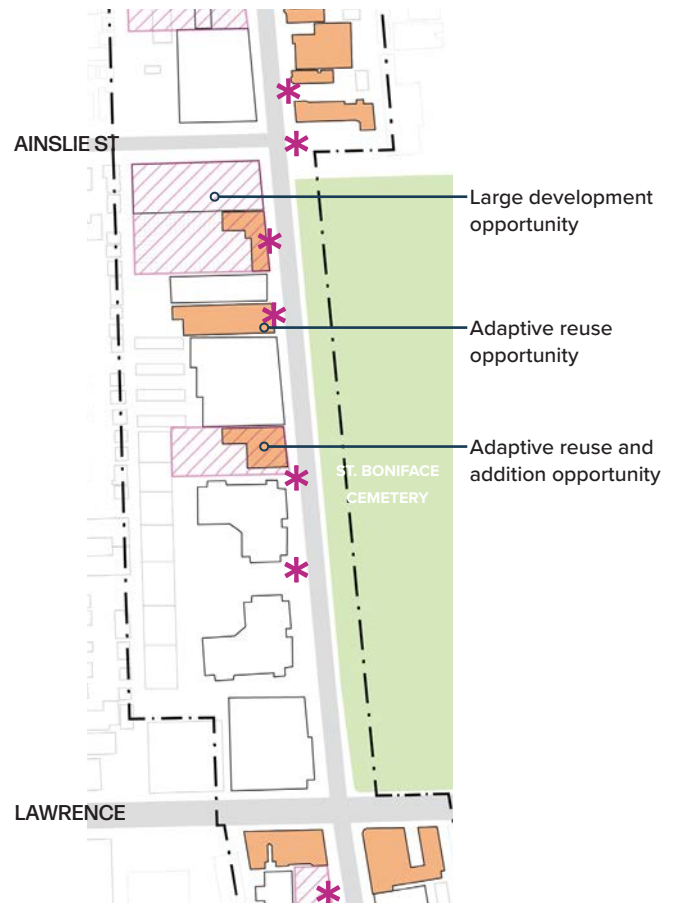 AINSLIE ST
Large development
opportunity
Adaptive reuse
opportunity
Adaptive reuse and
addition opportunity
ST. BONIFACE
CEMETERY
LAWRENCE